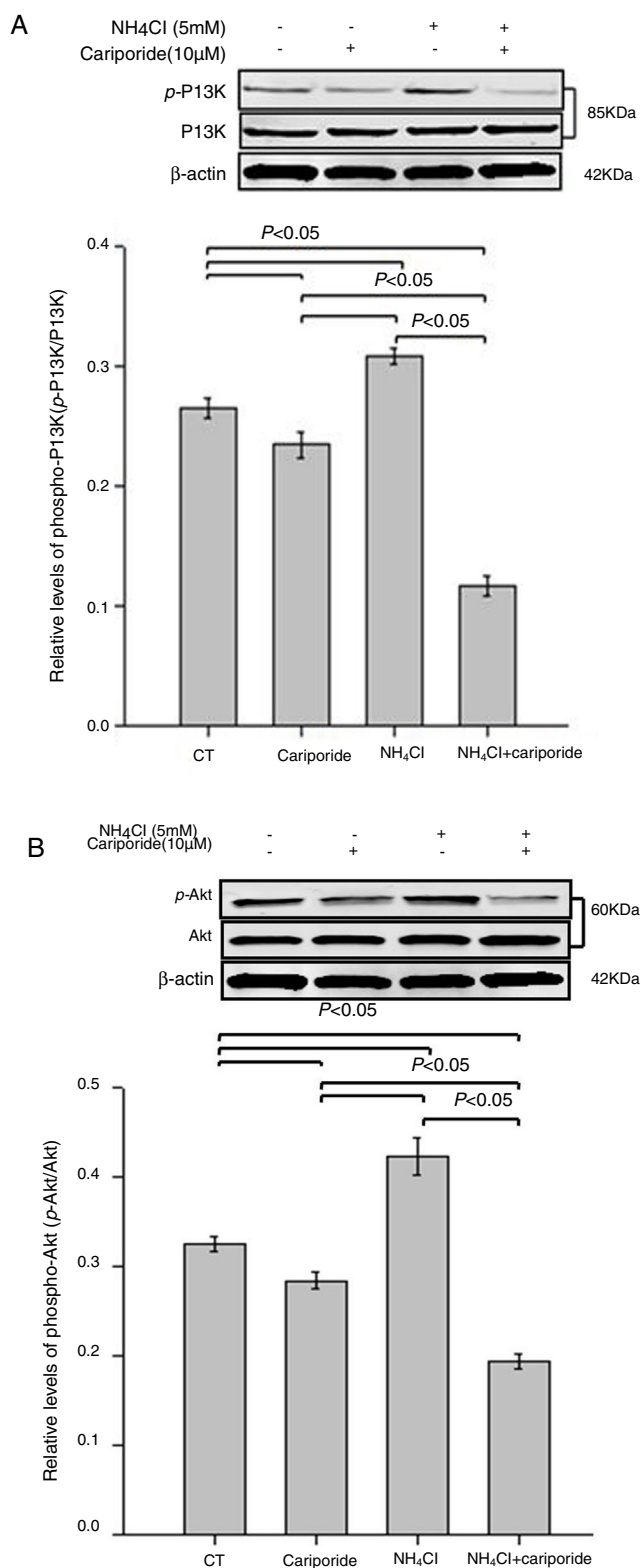 A
NH₄Cl (5mM) - - + +
Cariporide(10μM) - + - +
p-P13K
P13K
85KDa
β-actin
42KDa
P<0.05
P<0.05
P<0.05
0.4
0.3
0.2
0.1
0.0
Relative levels of phospho-P13K(p-P13K/P13K)
CT Cariporide NH₄Cl NH₄Cl+cariporide
B
NH₄Cl (5mM) - - + +
Cariporide(10μM) - + - +
p-Akt
60KDa
Akt
β-actin
42KDa
P<0.05
P<0.05
P<0.05
0.5
0.4
0.3
0.2
0.1
0.0
Relative levels of phospho-Akt (p-Akt/Akt)
CT Cariporide NH₄Cl NH₄Cl+cariporide